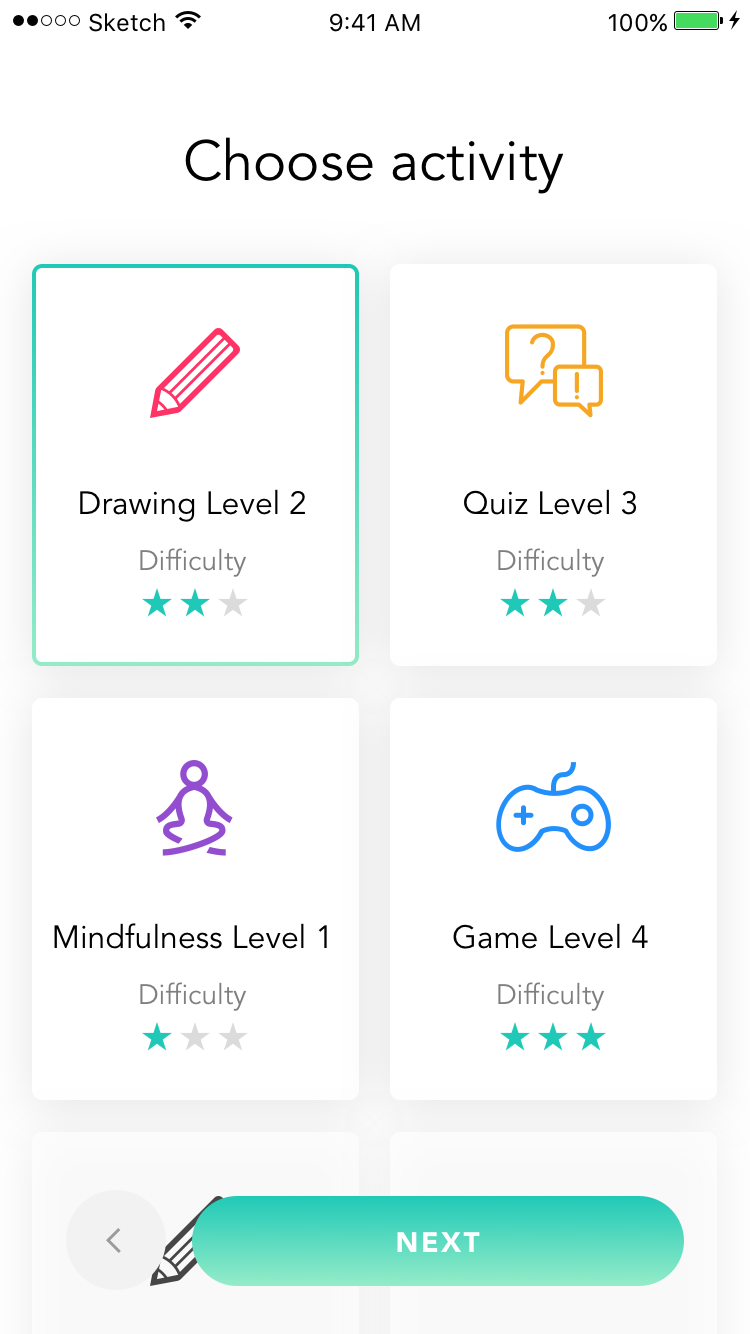 Sketch 9:41 AM 100%
Choose activity
Drawing Level 2
Difficulty
Quiz Level 3
Difficulty
Mindfulness Level 1
Difficulty
Game Level 4
Difficulty
NEXT